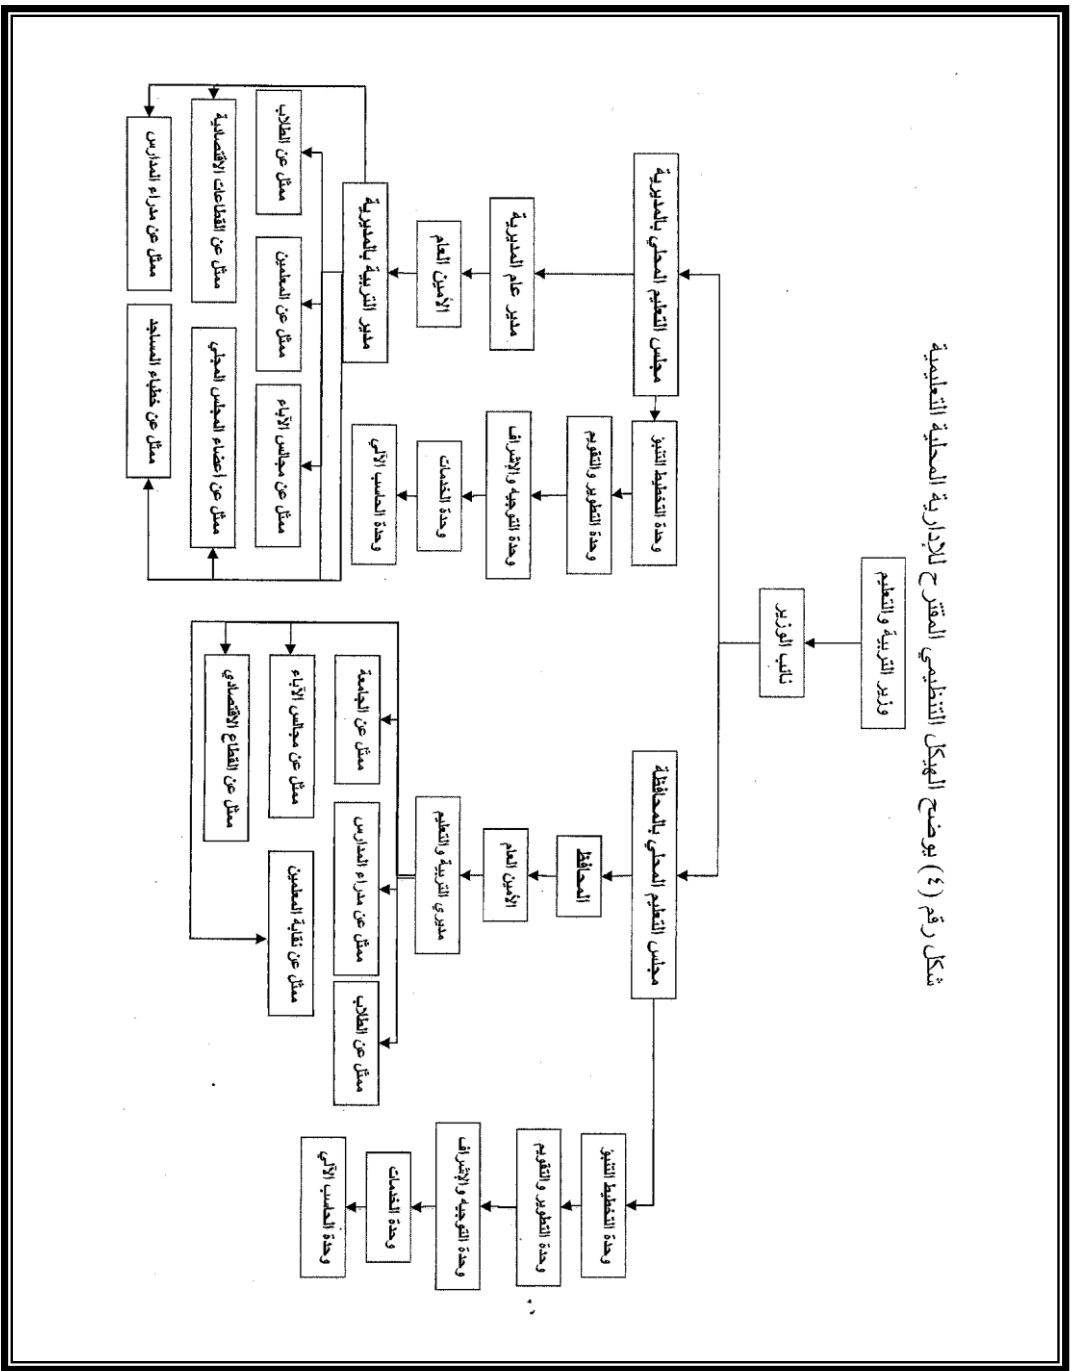 شكل رقم (٤) يوضح الهيكل التنظيمي المقترح للإدارية المحلية التعليمية
وزير التربية والتعليم
نائب الوزير
مجلس التعليم المحلي بالمحافظة
المحافظ
الأمين العام
مديري التربية والتعليم
ممثل عن الطلاب
ممثل عن مدراء المدارس
ممثل عن الجامعة
ممثل عن نقابة المعلمين
ممثل عن مجالس الآباء
ممثل عن القطاع الاقتصادي
وحدة التخطيط التنبؤ
وحدة التطوير والتقويم
وحدة التوجيه والإشراف
وحدة الخدمات
وحدة الحاسب الآلي
مجلس التعليم المحلي بالمديرية
مدير عام المديرية
الأمين العام
مدير التربية بالمديرية
ممثل عن مجالس الآباء
ممثل عن المعلمين
ممثل عن الطلاب
ممثل عن أعضاء المجلس المحلي
ممثل عن القطاعات الاقتصادية
ممثل عن خطباء المساجد
ممثل عن مدراء المدارس
وحدة التخطيط التنبؤ
وحدة التطوير والتقويم
وحدة التوجيه والإشراف
وحدة الخدمات
وحدة الحاسب الآلي